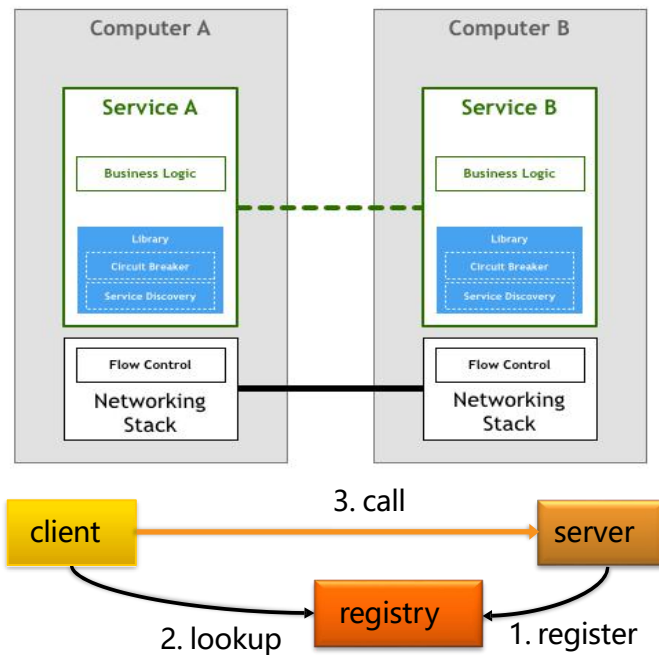 Computer A
Service A
Business Logic
Library
Circuit Breaker
Service Discovery
Flow Control
Networking
Stack
Computer B
Service B
Business Logic
Library
Circuit Breaker
Service Discovery
Flow Control
Networking
Stack
3. call
client
server
registry
2. lookup
1. register